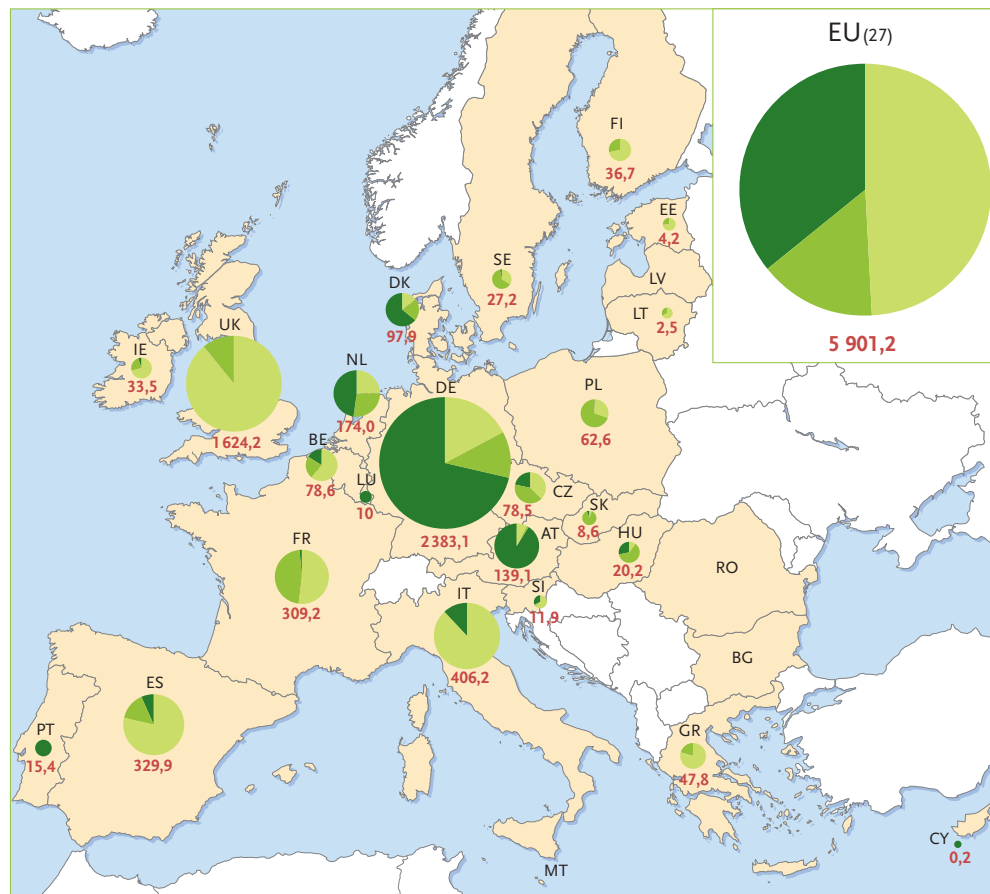 EU(27)
5 901,2
FI
36,7
EE
4,2
SE
27,2
LV
DK
97,9
LT
2,5
UK
1 624,2
IE
33,5
NL
174,0
DE
2 383,1
PL
62,6
BE
78,6
LU
10
CZ
78,5
SK
8,6
AT
139,1
HU
20,2
FR
309,2
RO
SI
11,9
IT
406,2
BG
ES
329,9
PT
15,4
GR
47,8
CY
0,2
MT